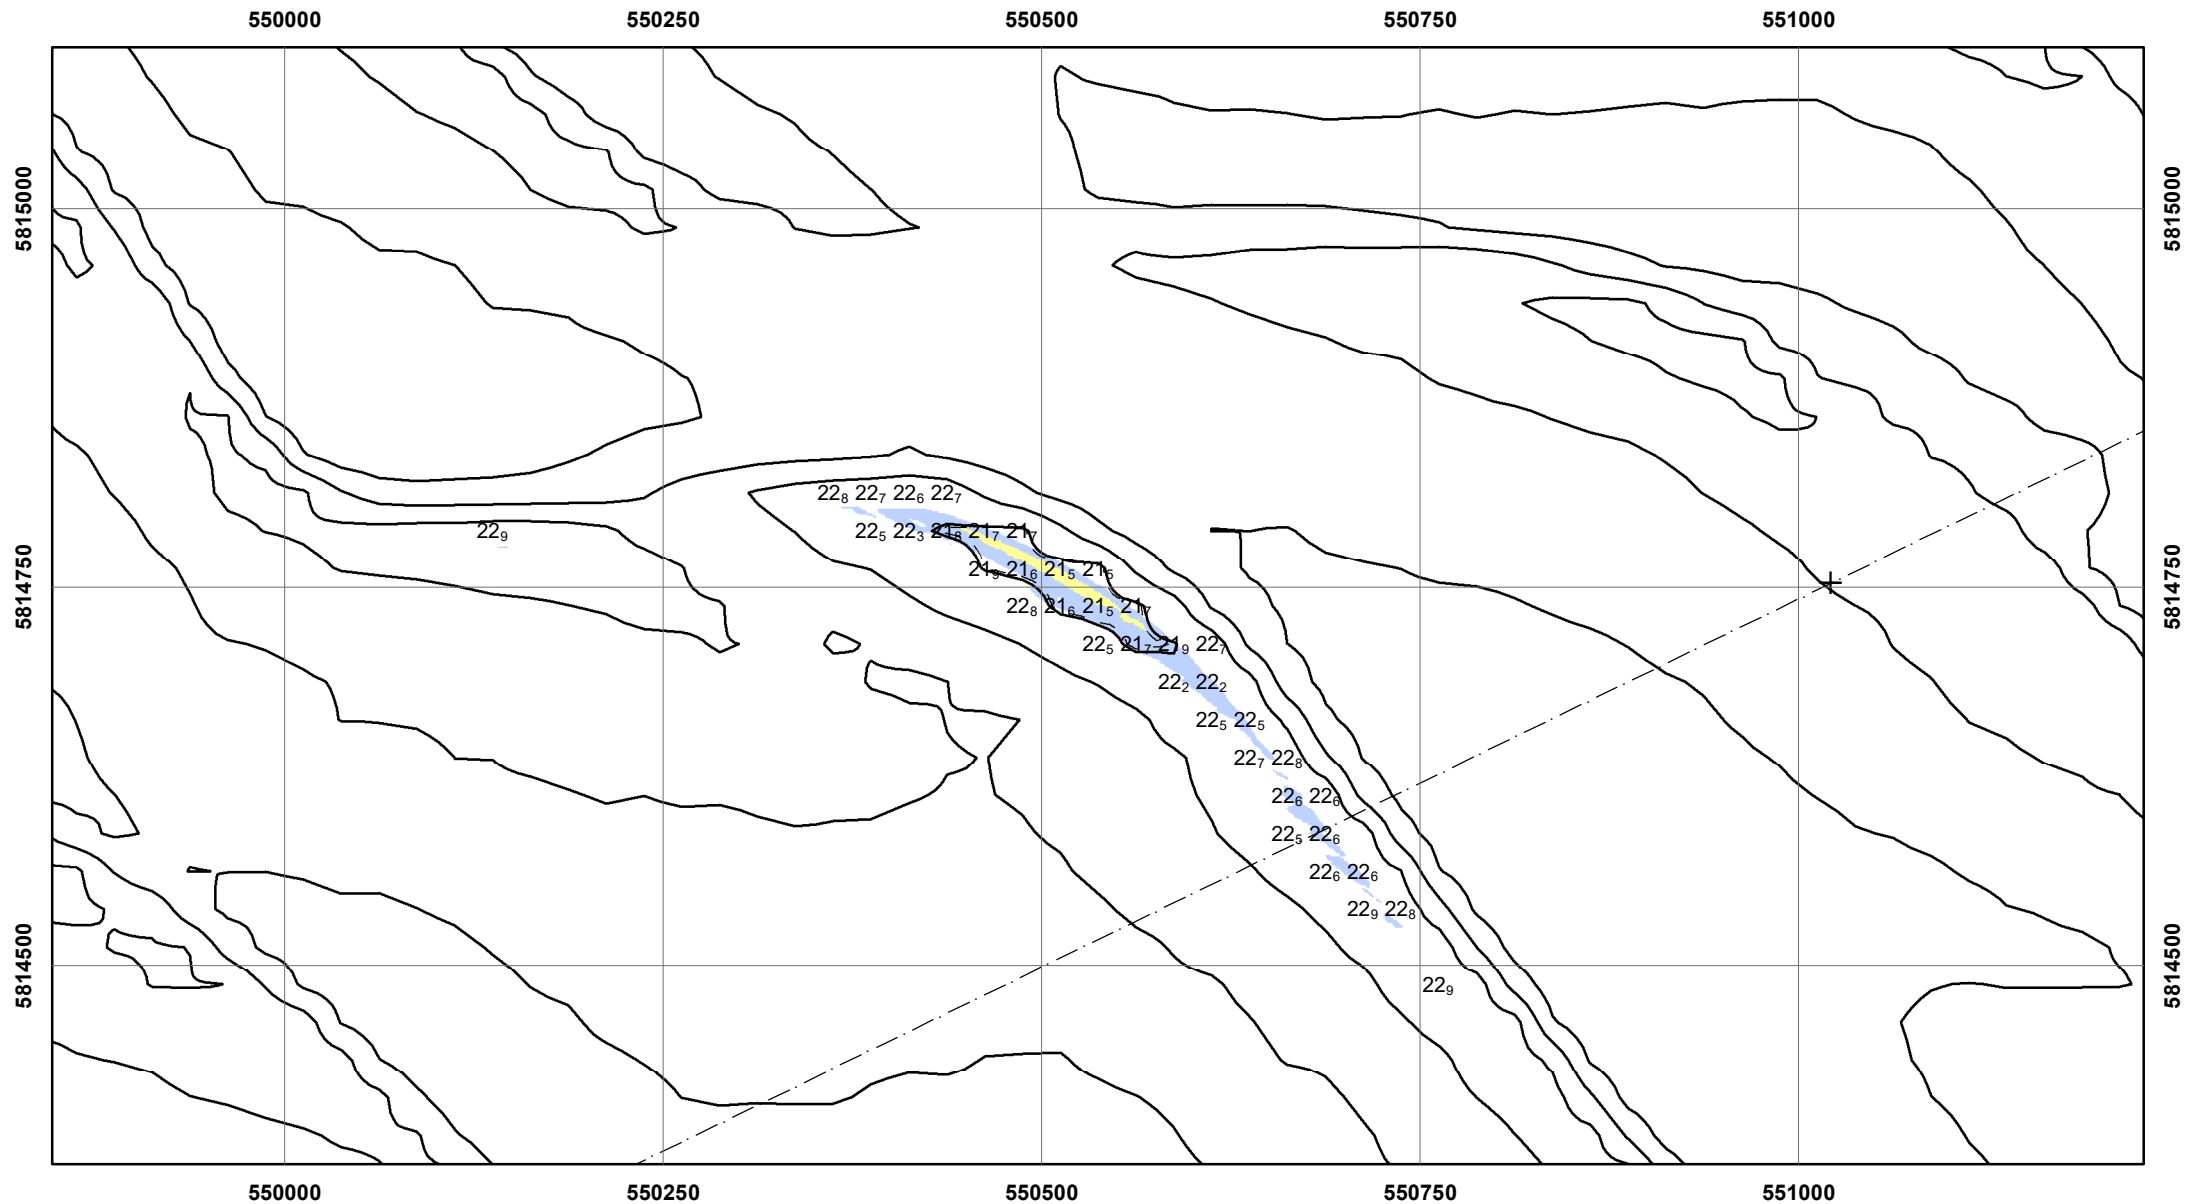 550000 550250 550500 550750 551000
5815000 5815000
22₈ 22₇ 22₆ 22₇
22₉ 22₅ 22₃ 21₈ 21₇ 21₇
21₉ 21₆ 21₅ 21₅
5814750 5814750
22₈ 21₆ 21₅ 21₇
22₅ 21₇ 21₉ 22₇
22₂ 22₂
22₅ 22₅
22₇ 22₈
22₆ 22₆
22₅ 22₆
22₆ 22₆
22₉ 22₈
5814500 5814500
22₉
550000 550250 550500 550750 551000